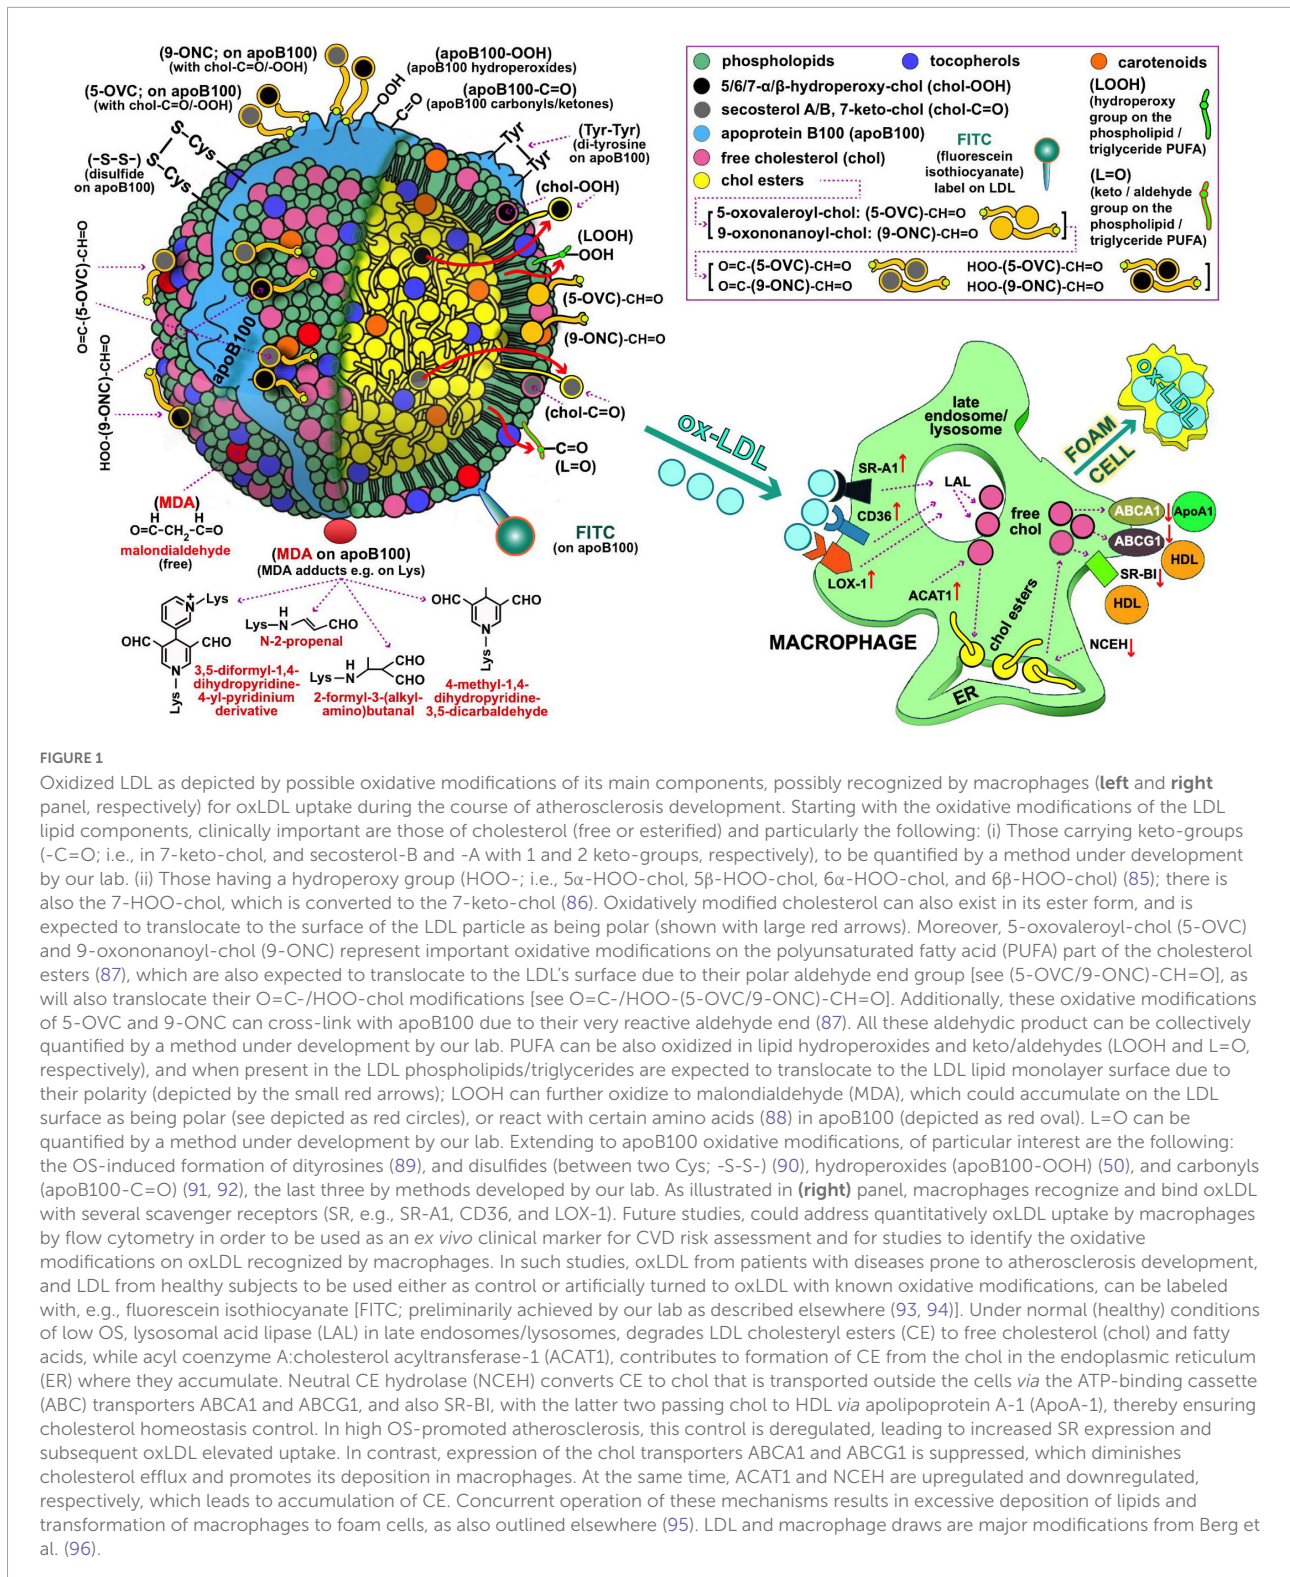 (9-ONC; on apoB100)
(with chol-C=O/-OOH)
(5-OVC; on apoB100)
(with chol-C=O/-OOH)
(apoB100-OOH)
(apoB100 hydroperoxides)
(apoB100-C=O)
(apoB100 carbonyls/ketones)
OOH
C=O
S-Cys
S-Cys
(-S-S-)
(disulfide
on apoB100)
Tyr
Tyr
(Tyr-Tyr)
(di-tyrosine
on apoB100)
(chol-OOH)
(LOOH)
OOH
(5-OVC)-CH=O
(9-ONC)-CH=O
(chol-C=O)
C=O
(L=O)
O=C-(5-OVC)-CH=O
HOO-(9-ONC)-CH=O
apoB100
FITC
(on apoB100)
(MDA)
H H
O=C-CH2-C=O
malondialdehyde
(free)
(MDA on apoB100)
(MDA adducts e.g. on Lys)
N+
Lys
CHO
CHO
N
Lys
3,5-diformyl-1,4-
dihydropyridine-
4-yl-pyridinium
derivative
H
Lys-N
CHO
N-2-propenal
H
Lys-N
CHO
CHO
2-formyl-3-(alkyl-
amino)butanal
OHC
CHO
N
Lys
4-methyl-1,4-
dihydropyridine-
3,5-dicarbaldehyde
phospholopids
tocopherols
carotenoids
5/6/7-α/β-hydroperoxy-chol (chol-OOH)
secosterol A/B, 7-keto-chol (chol-C=O)
apoprotein B100 (apoB100)
free cholesterol (chol)
chol esters
FITC
(fluorescein
isothiocyanate)
label on LDL
(LOOH)
(hydroperoxy
group on the
phospholipid /
triglyceride PUFA)
(L=O)
(keto / aldehyde
group on the
phospholipid /
triglyceride PUFA)
5-oxovaleroyl-chol: (5-OVC)-CH=O
9-oxononanoyl-chol: (9-ONC)-CH=O
O=C-(5-OVC)-CH=O
O=C-(9-ONC)-CH=O
HOO-(5-OVC)-CH=O
HOO-(9-ONC)-CH=O
ox-LDL
late
endosome/
lysosome
SR-A1
CD36
LOX-1
LAL
free
chol
ACAT1
chol esters
ER
NCEH
ABCA1
ApoA1
ABCG1
HDL
SR-BI
HDL
MACROPHAGE
FOAM
CELL
ox-LDL
FIGURE 1
Oxidized LDL as depicted by possible oxidative modifications of its main components, possibly recognized by macrophages (left and right
panel, respectively) for oxLDL uptake during the course of atherosclerosis development. Starting with the oxidative modifications of the LDL
lipid components, clinically important are those of cholesterol (free or esterified) and particularly the following: (i) Those carrying keto-groups
(-C=O; i.e., in 7-keto-chol, and secosterol-B and -A with 1 and 2 keto-groups, respectively), to be quantified by a method under development
by our lab. (ii) Those having a hydroperoxy group (HOO-; i.e., 5α-HOO-chol, 5β-HOO-chol, 6α-HOO-chol, and 6β-HOO-chol) (85); there is
also the 7-HOO-chol, which is converted to the 7-keto-chol (86). Oxidatively modified cholesterol can also exist in its ester form, and is
expected to translocate to the surface of the LDL particle as being polar (shown with large red arrows). Moreover, 5-oxovaleroyl-chol (5-OVC)
and 9-oxononanoyl-chol (9-ONC) represent important oxidative modifications on the polyunsaturated fatty acid (PUFA) part of the cholesterol
esters (87), which are also expected to translocate to the LDL's surface due to their polar aldehyde end group [see (5-OVC/9-ONC)-CH=O], as
will also translocate their O=C-/HOO-chol modifications [see O=C-/HOO-(5-OVC/9-ONC)-CH=O]. Additionally, these oxidative modifications
of 5-OVC and 9-ONC can cross-link with apoB100 due to their very reactive aldehyde end (87). All these aldehydic product can be collectively
quantified by a method under development by our lab. PUFA can be also oxidized in lipid hydroperoxides and keto/aldehydes (LOOH and L=O,
respectively), and when present in the LDL phospholipids/triglycerides are expected to translocate to the LDL lipid monolayer surface due to
their polarity (depicted by the small red arrows); LOOH can further oxidize to malondialdehyde (MDA), which could accumulate on the LDL
surface as being polar (see depicted as red circles), or react with certain amino acids (88) in apoB100 (depicted as red oval). L=O can be
quantified by a method under development by our lab. Extending to apoB100 oxidative modifications, of particular interest are the following:
the OS-induced formation of dityrosines (89), and disulfides (between two Cys; -S-S-) (90), hydroperoxides (apoB100-OOH) (50), and carbonyls
(apoB100-C=O) (91, 92), the last three by methods developed by our lab. As illustrated in (right) panel, macrophages recognize and bind oxLDL
with several scavenger receptors (SR, e.g., SR-A1, CD36, and LOX-1). Future studies, could address quantitatively oxLDL uptake by macrophages
by flow cytometry in order to be used as an ex vivo clinical marker for CVD risk assessment and for studies to identify the oxidative
modifications on oxLDL recognized by macrophages. In such studies, oxLDL from patients with diseases prone to atherosclerosis development,
and LDL from healthy subjects to be used either as control or artificially turned to oxLDL with known oxidative modifications, can be labeled
with, e.g., fluorescein isothiocyanate [FITC; preliminarily achieved by our lab as described elsewhere (93, 94)]. Under normal (healthy) conditions
of low OS, lysosomal acid lipase (LAL) in late endosomes/lysosomes, degrades LDL cholesteryl esters (CE) to free cholesterol (chol) and fatty
acids, while acyl coenzyme A:cholesterol acyltransferase-1 (ACAT1), contributes to formation of CE from the chol in the endoplasmic reticulum
(ER) where they accumulate. Neutral CE hydrolase (NCEH) converts CE to chol that is transported outside the cells via the ATP-binding cassette
(ABC) transporters ABCA1 and ABCG1, and also SR-BI, with the latter two passing chol to HDL via apolipoprotein A-1 (ApoA-1), thereby ensuring
cholesterol homeostasis control. In high OS-promoted atherosclerosis, this control is deregulated, leading to increased SR expression and
subsequent oxLDL elevated uptake. In contrast, expression of the chol transporters ABCA1 and ABCG1 is suppressed, which diminishes
cholesterol efflux and promotes its deposition in macrophages. At the same time, ACAT1 and NCEH are upregulated and downregulated,
respectively, which leads to accumulation of CE. Concurrent operation of these mechanisms results in excessive deposition of lipids and
transformation of macrophages to foam cells, as also outlined elsewhere (95). LDL and macrophage draws are major modifications from Berg et
al. (96).